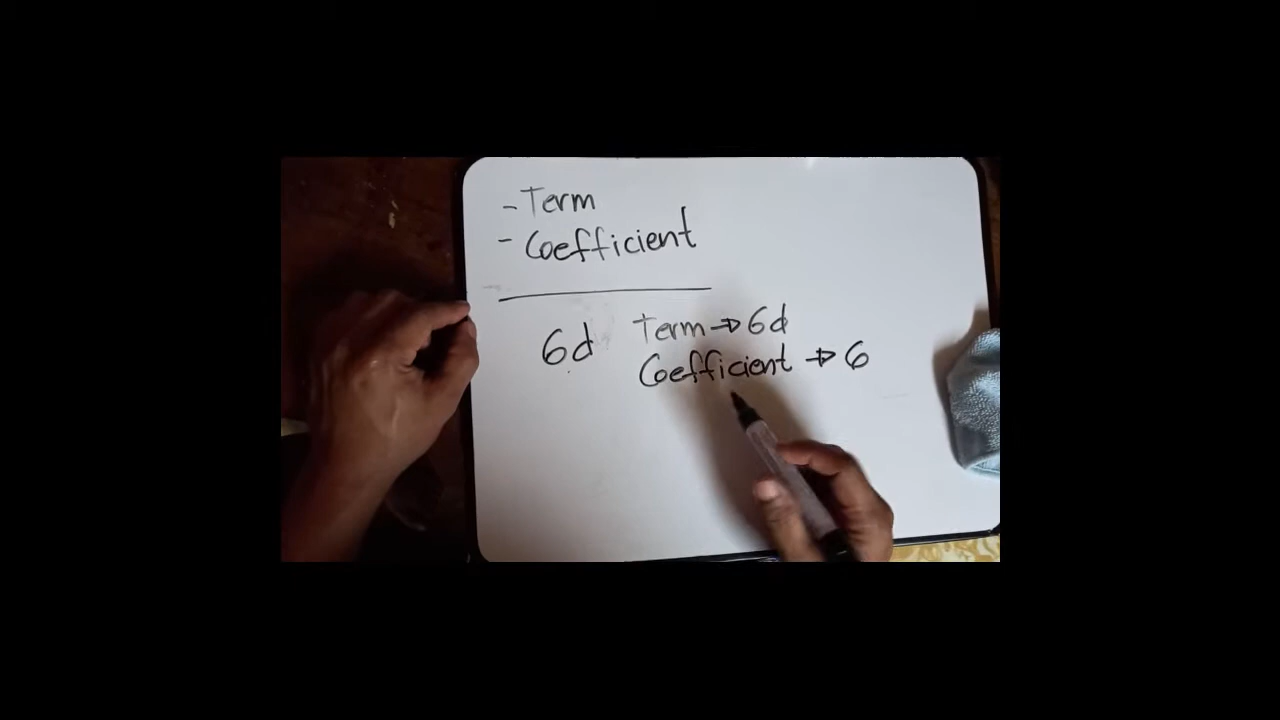 - Term
- Coefficient
6d Term → 6d
Coefficient → 6